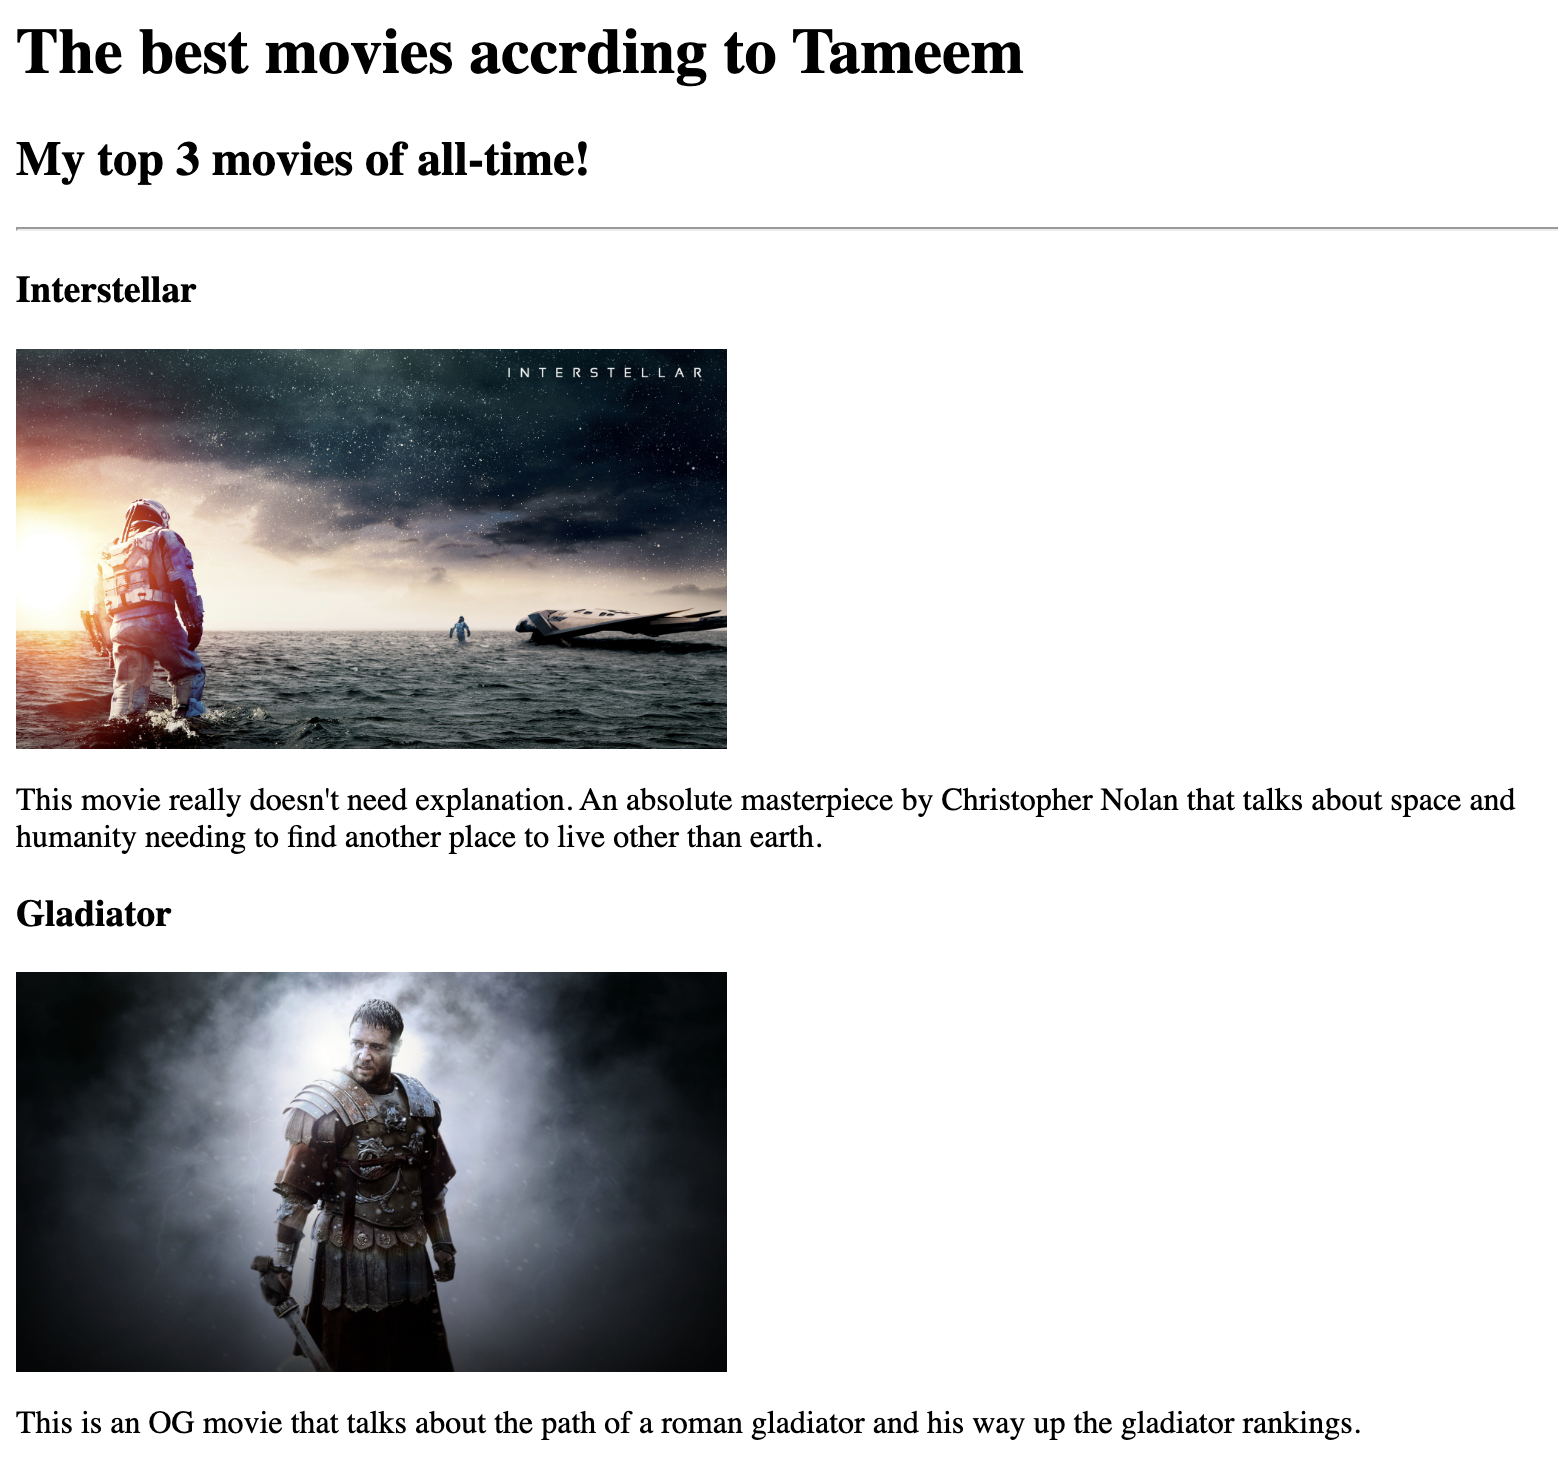 The best movies accrding to Tameem
My top 3 movies of all-time!
Interstellar
INTERSTELLAR
This movie really doesn't need explanation. An absolute masterpiece by Christopher Nolan that talks about space and
humanity needing to find another place to live other than earth.
Gladiator
This is an OG movie that talks about the path of a roman gladiator and his way up the gladiator rankings.